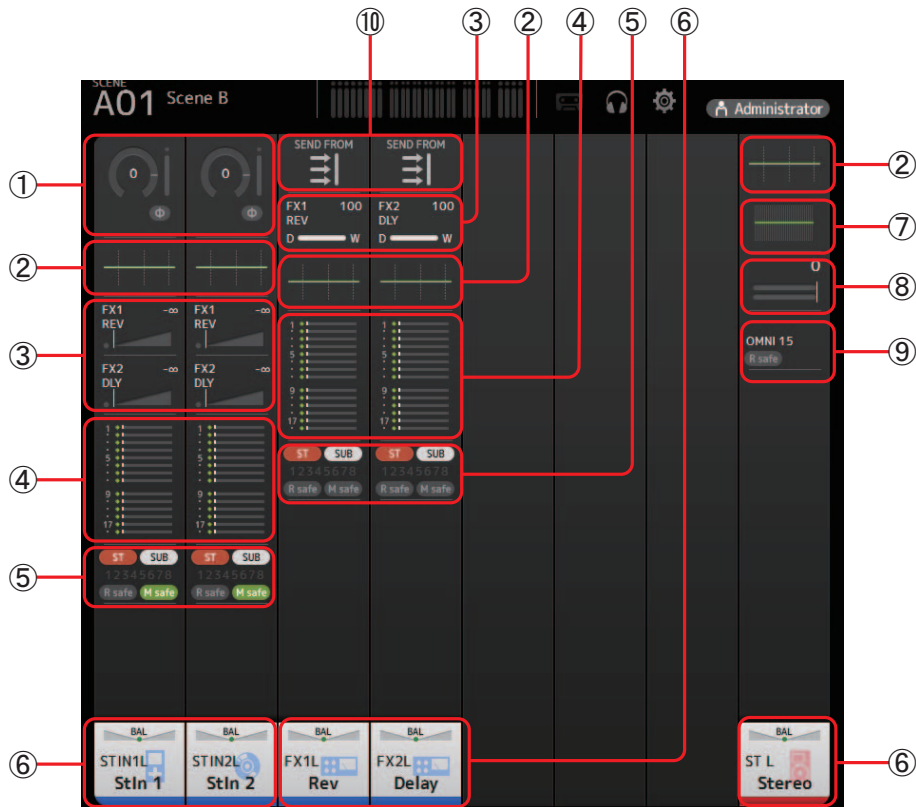 ⑩ ③ ② ④ ⑤ ⑥
SCENE
A01 Scene B
Administrator
①
0 0
Φ Φ
SEND FROM SEND FROM
②
③
FX1 100 FX2 100
REV DLY
D W D W
②
⑦
0
⑧
③
FX1 -∞ FX1 -∞
REV REV
FX2 -∞ FX2 -∞
DLY DLY
OMNI 15
R safe
⑨
1 1
5 5
9 9
17 17
④
1 1
5 5
9 9
17 17
ST SUB ST SUB
12345678 12345678
R safe M safe R safe M safe
⑤
ST SUB ST SUB
12345678 12345678
R safe M safe R safe M safe
⑥
BAL BAL BAL BAL BAL
STIN1L STIN2L FX1L FX2L ST L
StIn 1 StIn 2 Rev Delay Stereo
⑥